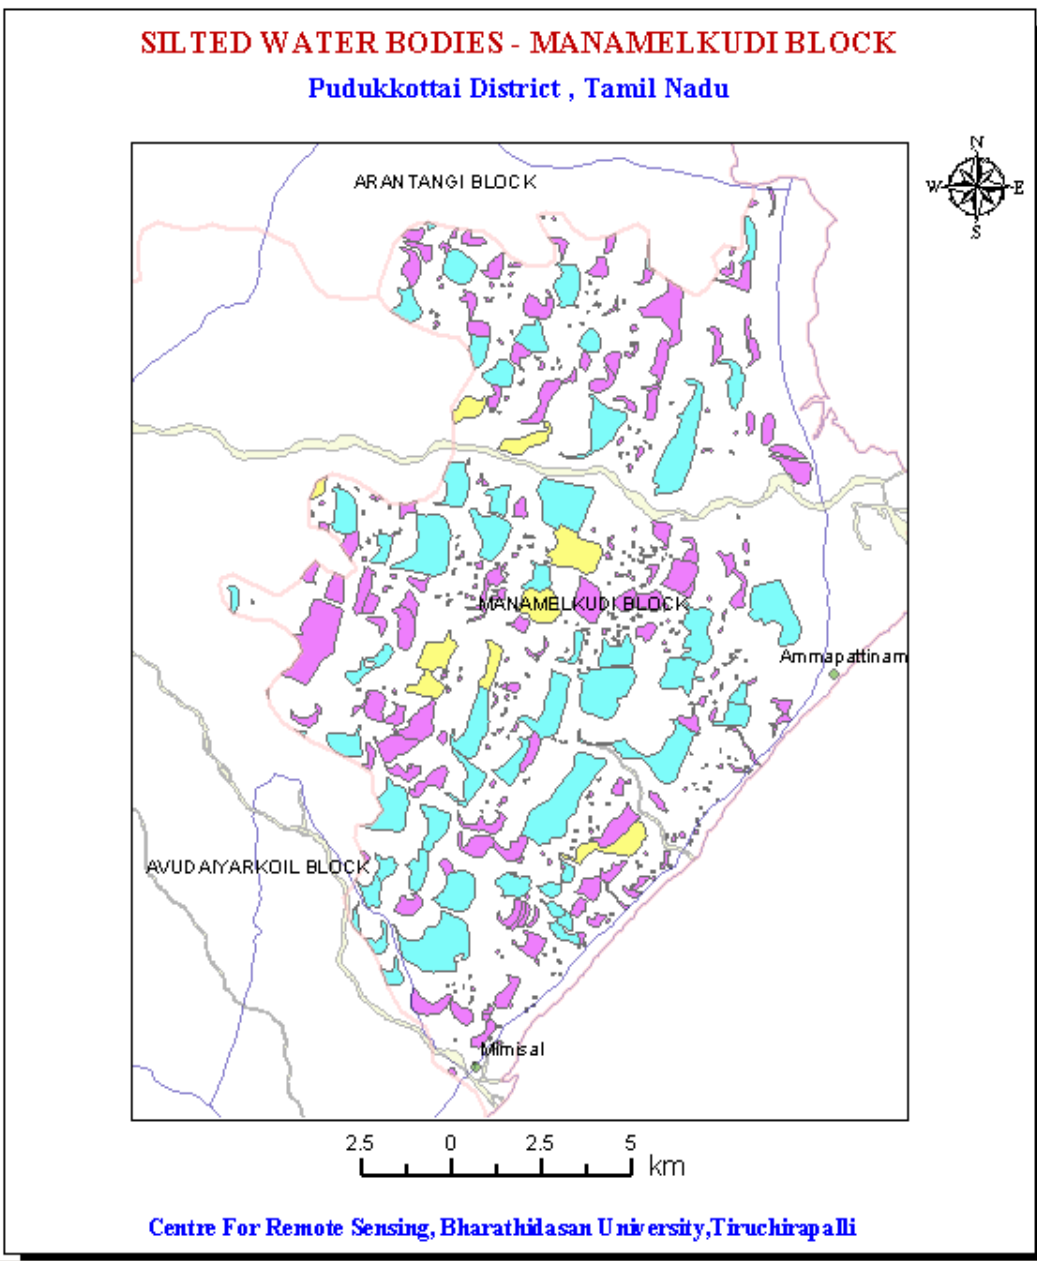 SILTED WATER BODIES - MANAMELKUDI BLOCK
Pudukkottai District , Tamil Nadu
N
W E
S
ARANTANGI BLOCK
MANAMELKUDI BLOCK
Ammapattinam
AVUDAIYARKOIL BLOCK
Mimisal
2.5 0 2.5 5
km
Centre For Remote Sensing, Bharathidasan University,Tiruchirapalli